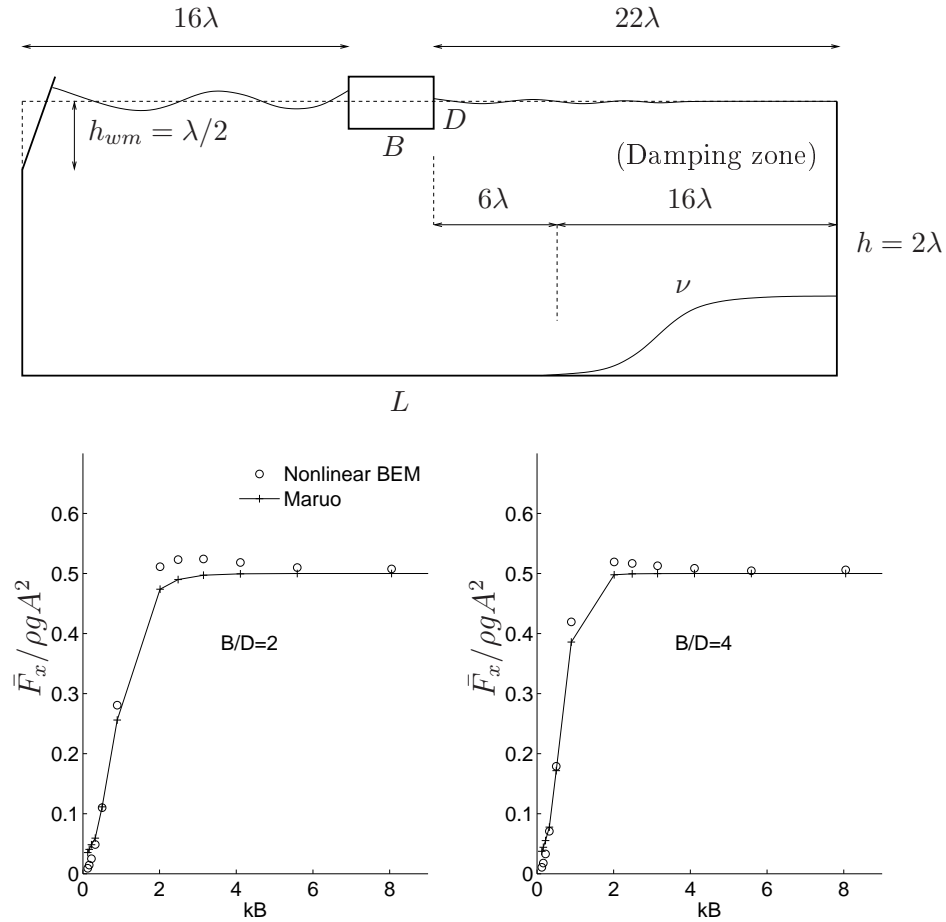 16λ
22λ
h_{wm} = λ/2
B
D
(Damping zone)
6λ
16λ
h = 2λ
ν
L
○ Nonlinear BEM
Maruo
0.6
0.5
0.4
0.3
0.2
0.1
0
F̄_x/ρgA²
B/D=2
0 2 4 6 8
kB
0.6
0.5
0.4
0.3
0.2
0.1
0
F̄_x/ρgA²
B/D=4
0 2 4 6 8
kB